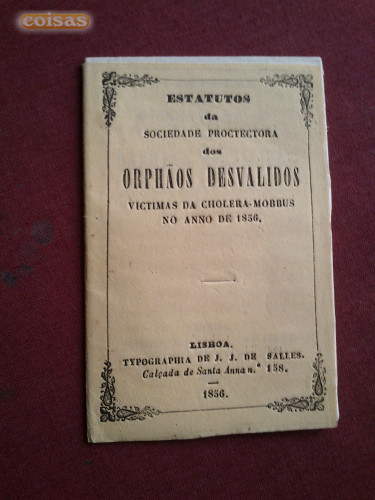 coisas
ESTATUTOS
da
SOCIEDADE PROCTECTORA
dos
ORPHÃOS DESVALIDOS
VICTIMAS DA CHOLERA-MORBUS
NO ANNO DE 1856.
LISBOA.
TYPOGRAPHIA DE J. J. DE SALLES.
Calçada de Santa Anna n.º 158.
1856.